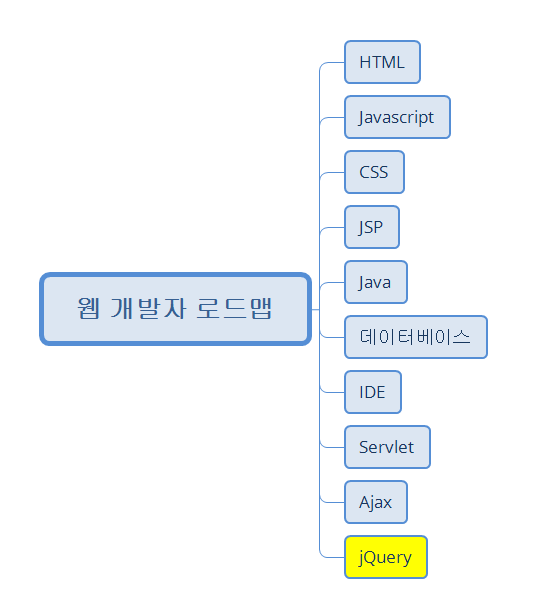 웹 개발자 로드맵
HTML
Javascript
CSS
JSP
Java
데이터베이스
IDE
Servlet
Ajax
jQuery